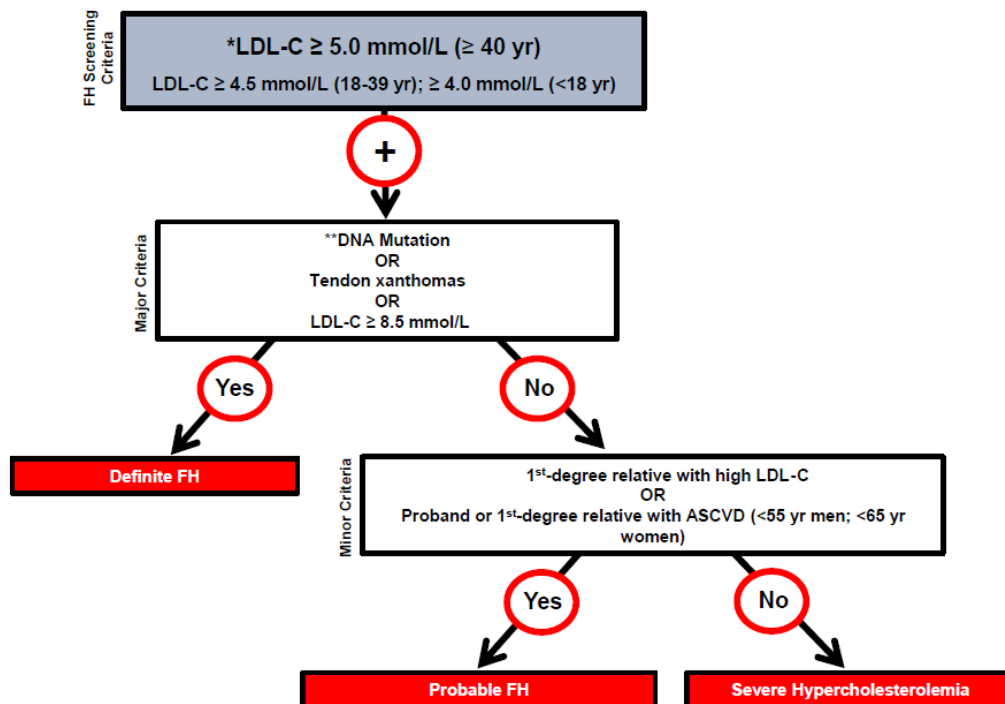 FH Screening
Criteria
*LDL-C ≥ 5.0 mmol/L (≥ 40 yr)
LDL-C ≥ 4.5 mmol/L (18-39 yr); ≥ 4.0 mmol/L (<18 yr)
+
Major Criteria
**DNA Mutation
OR
Tendon xanthomas
OR
LDL-C ≥ 8.5 mmol/L
Yes
No
Definite FH
Minor Criteria
1st-degree relative with high LDL-C
OR
Proband or 1st-degree relative with ASCVD (<55 yr men; <65 yr
women)
Yes
No
Probable FH
Severe Hypercholesterolemia